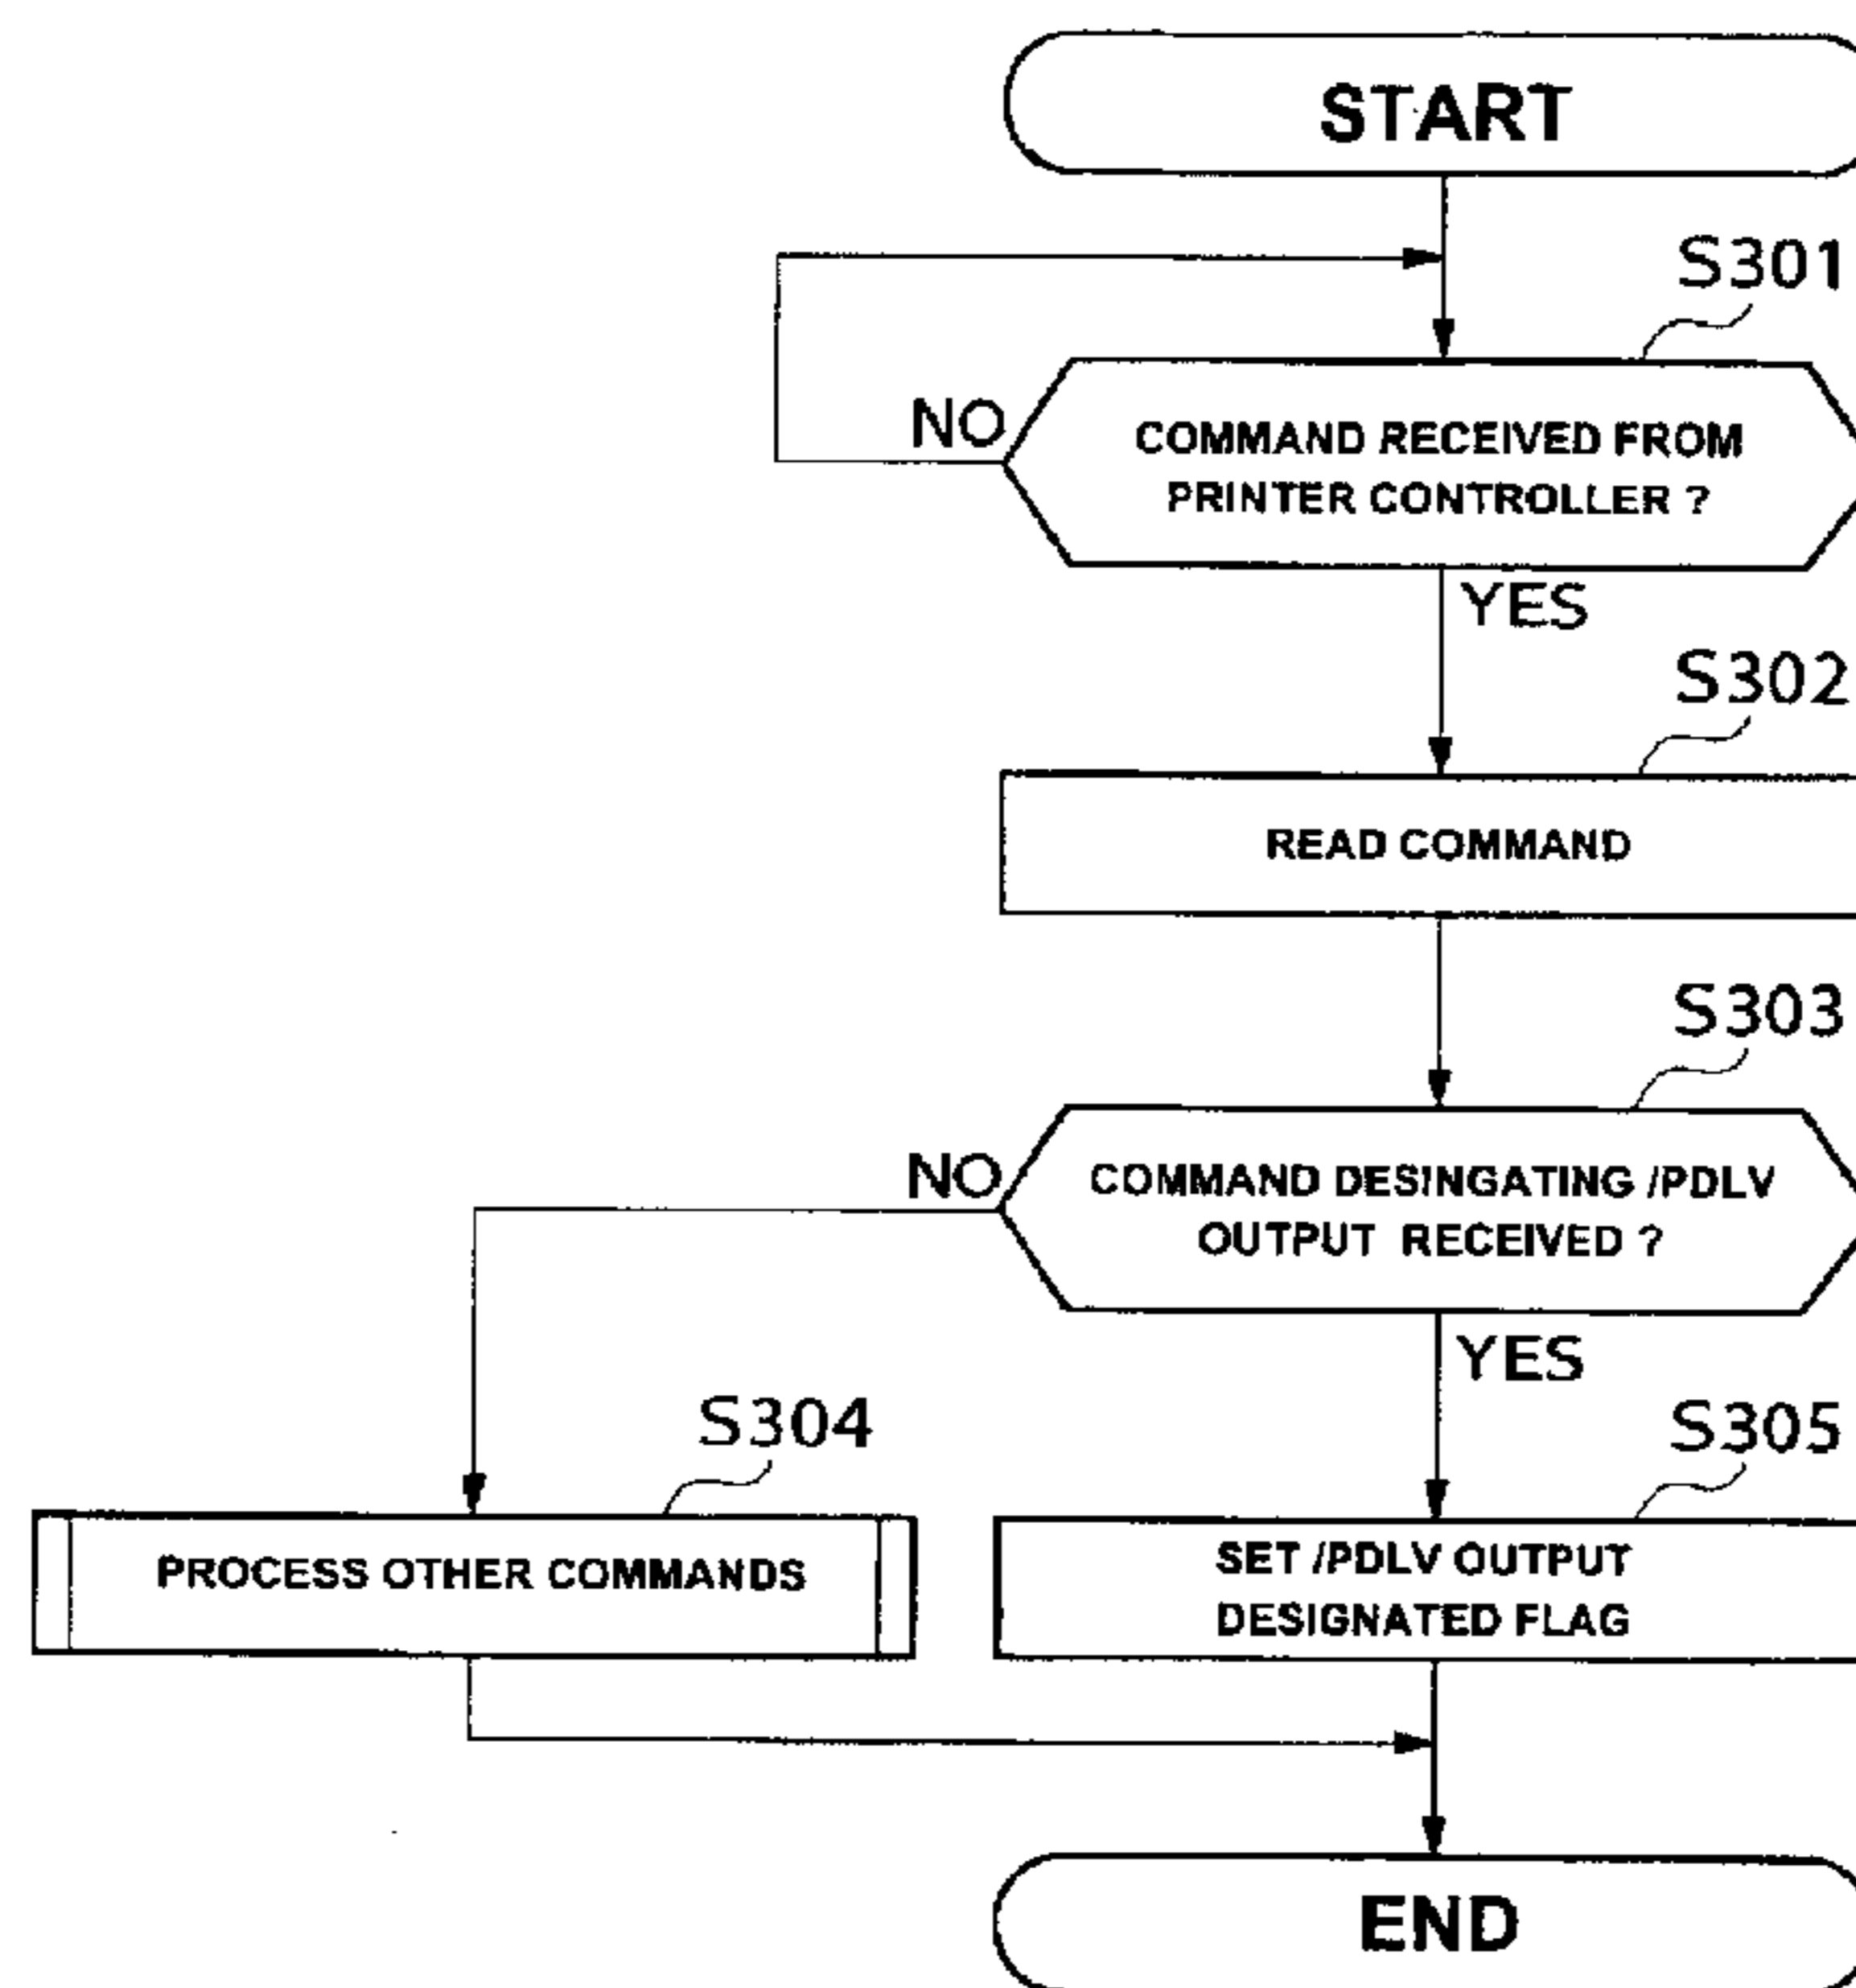 START
S301
NO
COMMAND RECEIVED FROM
PRINTER CONTROLLER ?
YES
S302
READ COMMAND
S303
NO
COMMAND DESINGATING /PDLV
OUTPUT RECEIVED ?
YES
S304
S305
PROCESS OTHER COMMANDS
SET /PDLV OUTPUT
DESIGNATED FLAG
END